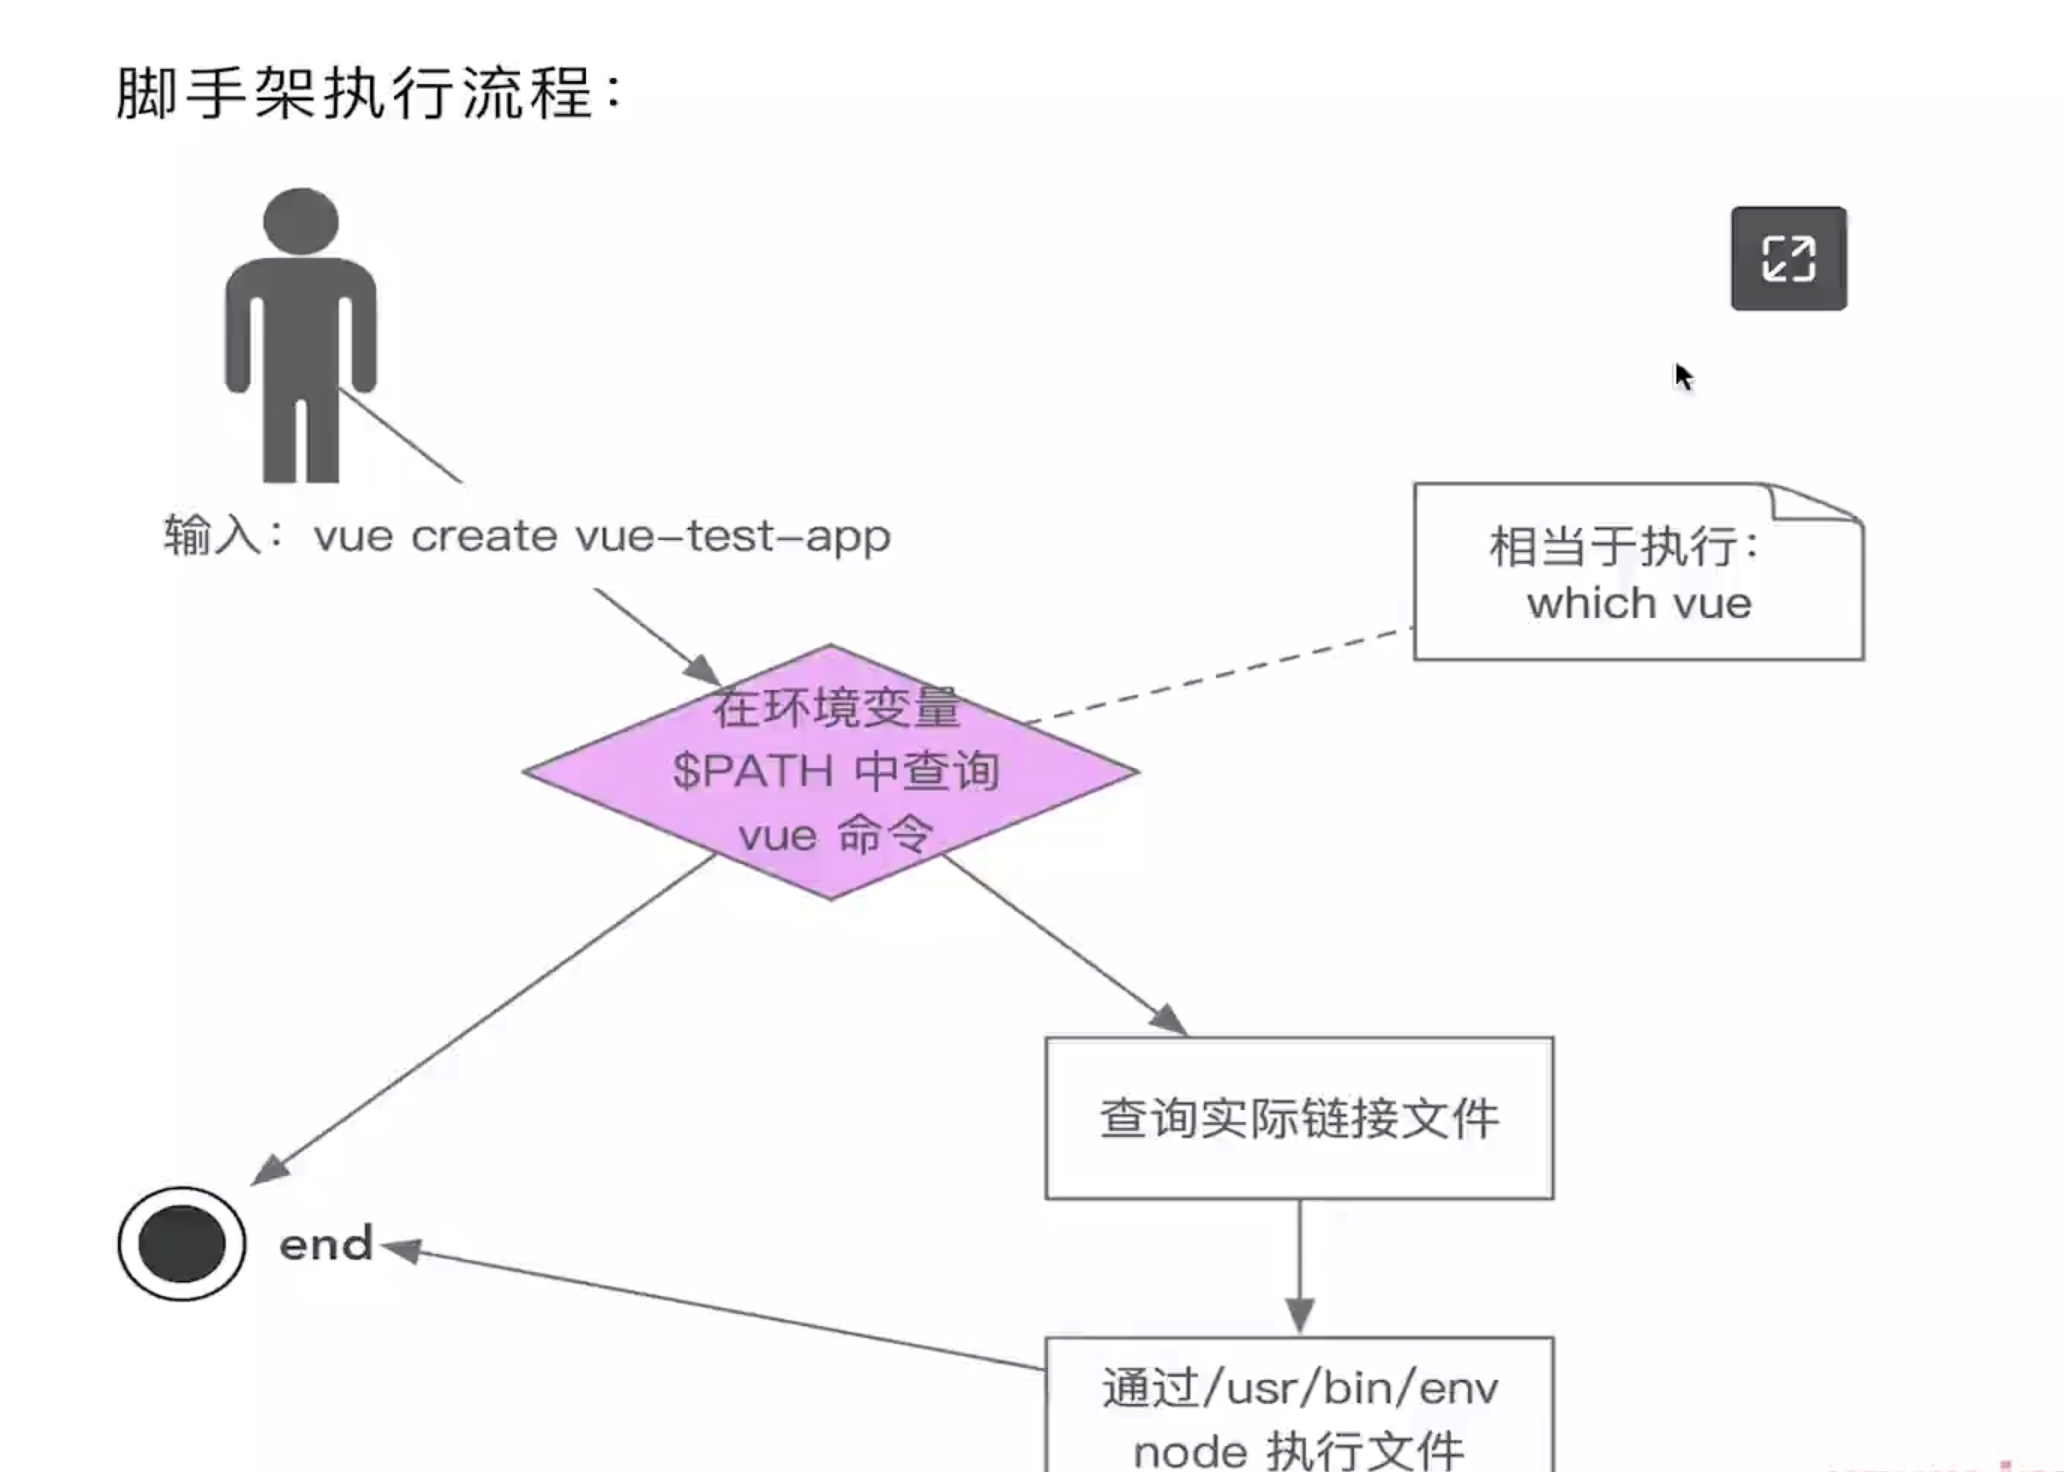 脚手架执行流程：
输入：vue create vue-test-app
相当于执行：
which vue
在环境变量
$PATH 中查询
vue 命令
查询实际链接文件
end
通过/usr/bin/env
node 执行文件